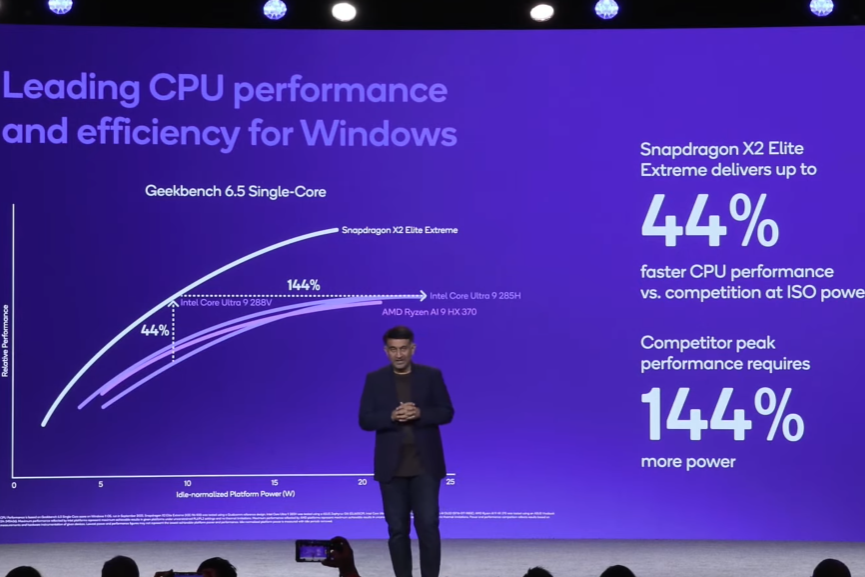 Leading CPU performance
and efficiency for Windows
Geekbench 6.5 Single-Core
Snapdragon X2 Elite Extreme
144%
Intel Core Ultra 9 285H
Intel Core Ultra 9 288V
AMD Ryzen AI 9 HX 370
44%
Relative Performance
0 5 10 15 20 25
Idle-normalized Platform Power (W)
Snapdragon X2 Elite
Extreme delivers up to
44%
faster CPU performance
vs. competition at ISO powe
Competitor peak
performance requires
144%
more power